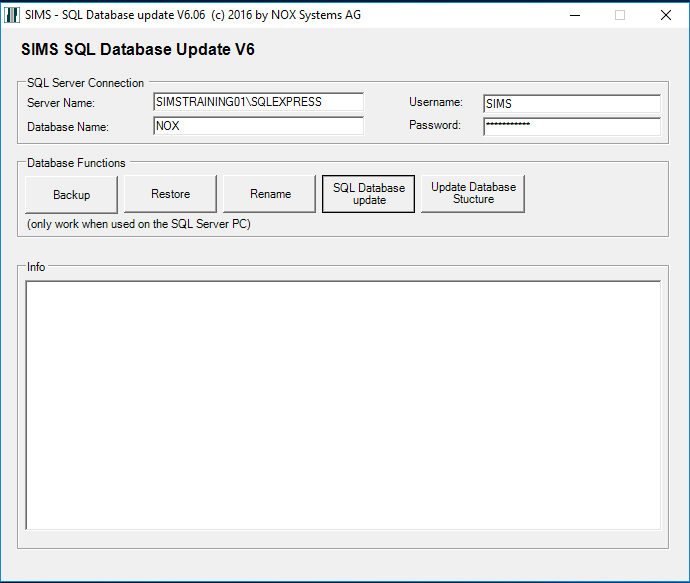 SIMS - SQL Database update V6.06 (c) 2016 by NOX Systems AG
SIMS SQL Database Update V6
SQL Server Connection
Server Name: SIMSTRAINING01\SQLEXPRESS Username: SIMS
Database Name: NOX Password: ***********
Database Functions
Backup Restore Rename SQL Database update Update Database Stucture
(only work when used on the SQL Server PC)
Info